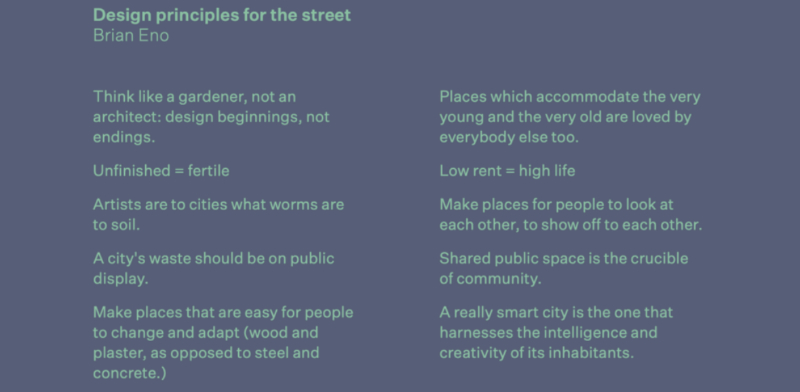 Design principles for the street
Brian Eno
Think like a gardener, not an
architect: design beginnings, not
endings.
Unfinished = fertile
Artists are to cities what worms are
to soil.
A city's waste should be on public
display.
Make places that are easy for people
to change and adapt (wood and
plaster, as opposed to steel and
concrete.)
Places which accommodate the very
young and the very old are loved by
everybody else too.
Low rent = high life
Make places for people to look at
each other, to show off to each other.
Shared public space is the crucible
of community.
A really smart city is the one that
harnesses the intelligence and
creativity of its inhabitants.